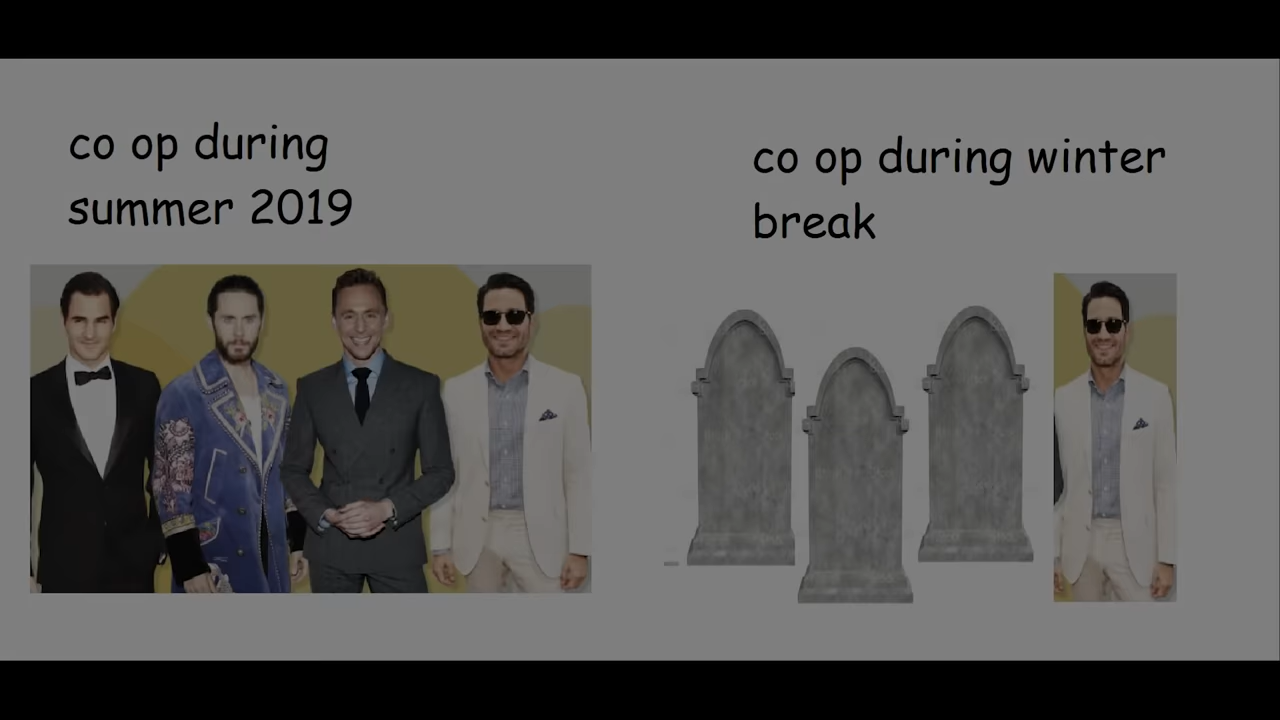 co op during
summer 2019
co op during winter
break